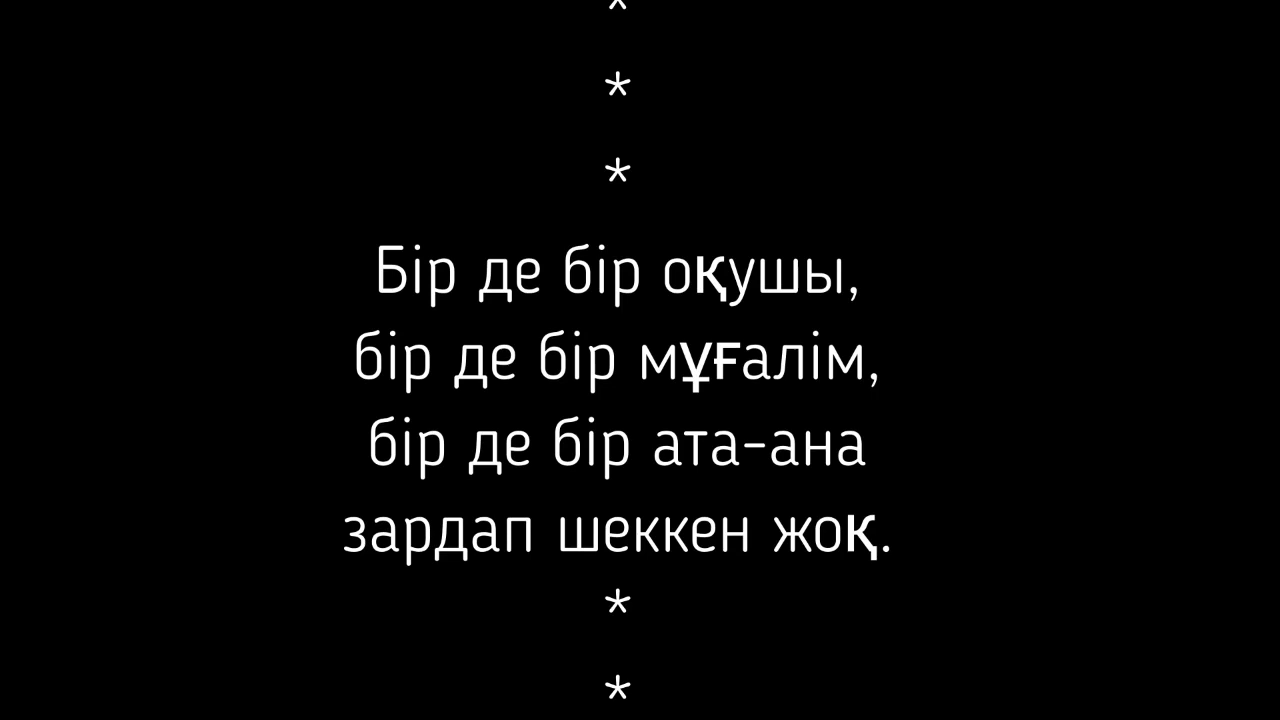 *
*
*
Бір де бір оқушы,
бір де бір мұғалім,
бір де бір ата-ана
зардап шеккен жоқ.
*
*